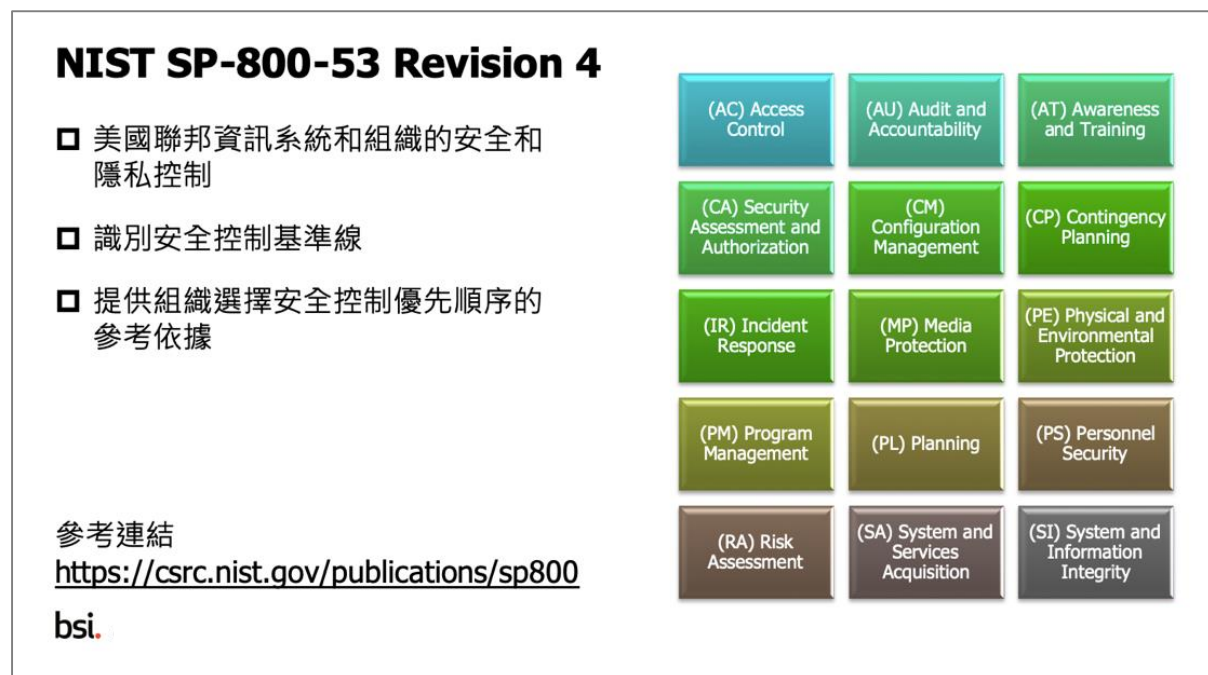 NIST SP-800-53 Revision 4
美國聯邦資訊系統和組織的安全和
隱私控制
識別安全控制基準線
提供組織選擇安全控制優先順序的
參考依據
參考連結
https://csrc.nist.gov/publications/sp800
bsi.
(AC) Access
Control
(AU) Audit and
Accountability
(AT) Awareness
and Training
(CA) Security
Assessment and
Authorization
(CM)
Configuration
Management
(CP) Contingency
Planning
(IR) Incident
Response
(MP) Media
Protection
(PE) Physical and
Environmental
Protection
(PM) Program
Management
(PL) Planning
(PS) Personnel
Security
(RA) Risk
Assessment
(SA) System and
Services
Acquisition
(SI) System and
Information
Integrity